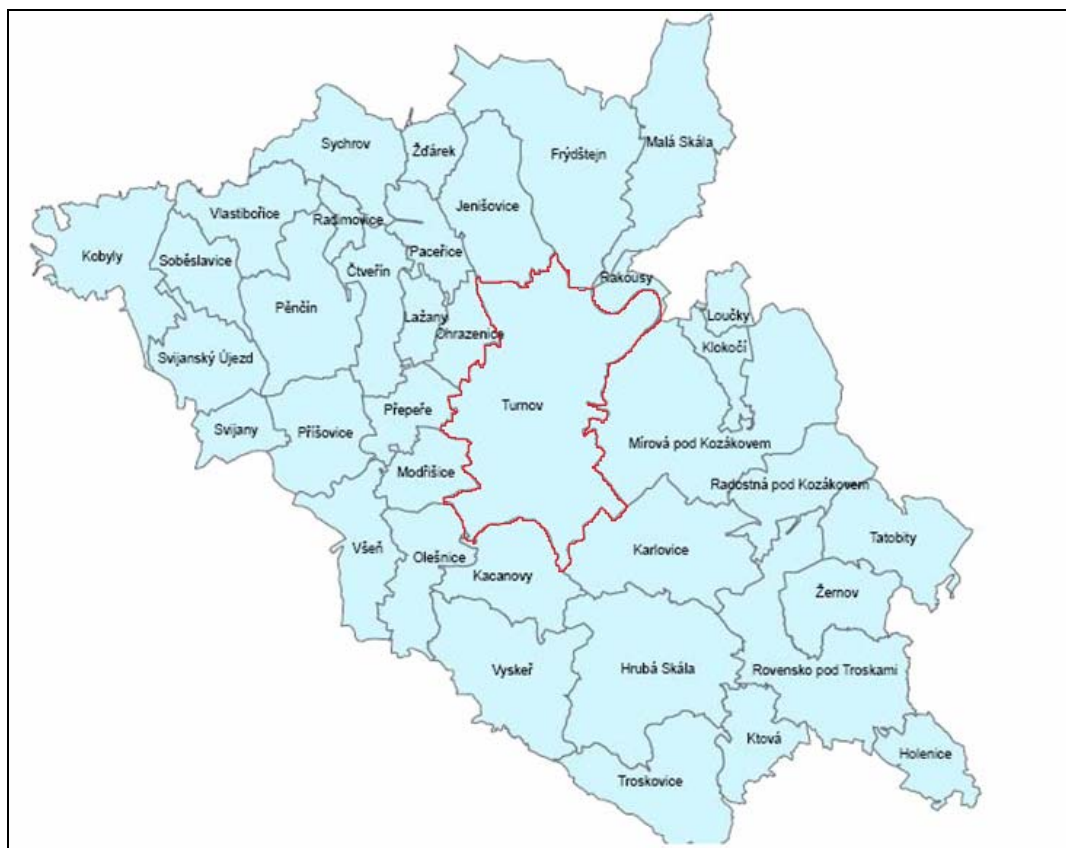 Malá Skála
Sychrov
Žďárek
Frýdštejn
Jenišovice
Vlastibořice
Radimovice
Paceřice
Kobyly
Soběslavice
Čtveřín
Rakousy
Pěnčín
Lažany
Loučky
Ohrazenice
Klokočí
Svijanský Újezd
Turnov
Přepeře
Svijany
Příšovice
Mírová pod Kozákovem
Modřišice
Radostná pod Kozákovem
Tatobity
Všeň
Olešnice
Karlovice
Kacanovy
Žernov
Vyskeř
Hrubá Skála
Rovensko pod Troskami
Ktová
Holenice
Troskovice